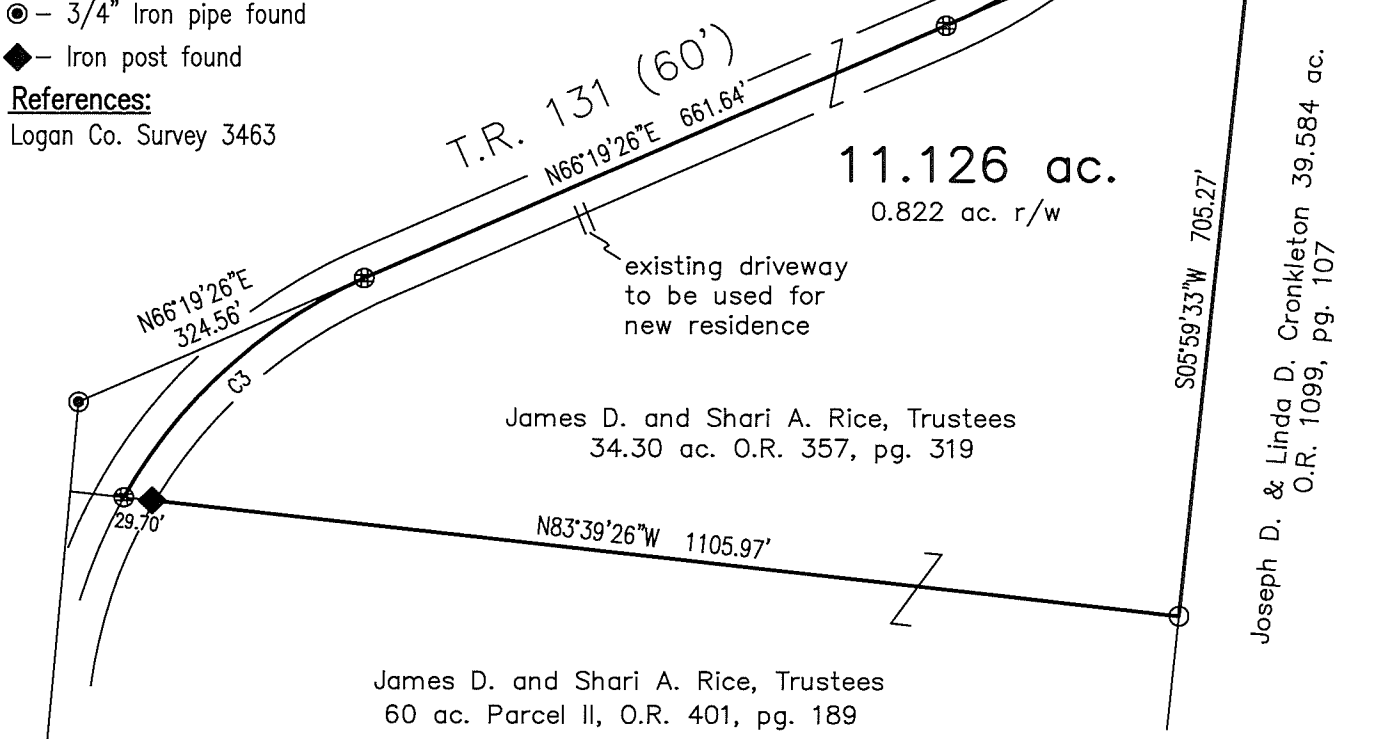 – 3/4" Iron pipe found
– Iron post found
References:
Logan Co. Survey 3463
T.R. 131 (60')
N66°19'26"E 661.64'
11.126 ac.
0.822 ac. r/w
existing driveway
to be used for
new residence
N66°19'26"E
324.56'
C3
S05°59'33"W 705.27'
Joseph D. & Linda D. Cronkleton 39.584 ac.
O.R. 1099, pg. 107
James D. and Shari A. Rice, Trustees
34.30 ac. O.R. 357, pg. 319
29.70'
N83°39'26"W 1105.97'
James D. and Shari A. Rice, Trustees
60 ac. Parcel II, O.R. 401, pg. 189